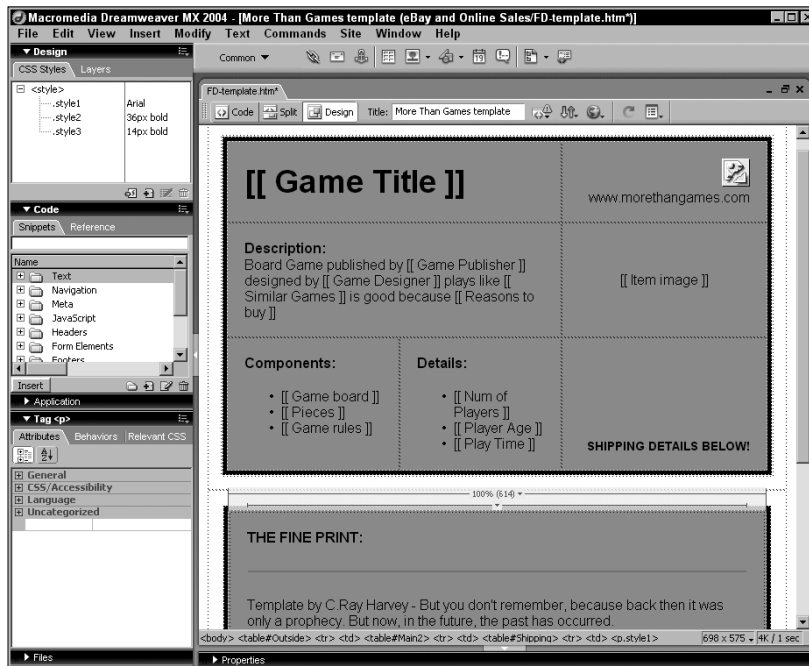 Macromedia Dreamweaver MX 2004 - [More Than Games template (eBay and Online Sales/FD-template.htm*)]
File Edit View Insert Modify Text Commands Site Window Help
Design
CSS Styles Layers
<style>
.style1 Arial
.style2 36px bold
.style3 14px bold
Code
Snippets Reference
Name
Text
Navigation
Meta
JavaScript
Headers
Form Elements
Footers
Insert
Application
Tag <p>
Attributes Behaviors Relevant CSS
General
CSS/Accessibility
Language
Uncategorized
Files
Common
FD-template.htm*
Code Split Design Title: More Than Games template
[[ Game Title ]]
www.morethangames.com
Description:
Board Game published by [[ Game Publisher ]]
designed by [[ Game Designer ]] plays like [[
Similar Games ]] is good because [[ Reasons to
buy ]]
[[ Item image ]]
Components:
• [[ Game board ]]
• [[ Pieces ]]
• [[ Game rules ]]
Details:
• [[ Num of
Players ]]
• [[ Player Age ]]
• [[ Play Time ]]
SHIPPING DETAILS BELOW!
100% (614)
THE FINE PRINT:
Template by C.Ray Harvey - But you don't remember, because back then it was
only a prophecy. But now, in the future, the past has occurred.
<body> <table#Outside> <tr> <td> <table#Main2> <tr> <td> <table#Shipping> <tr> <td> <p.style1> 698 x 575 4K / 1 sec
Properties